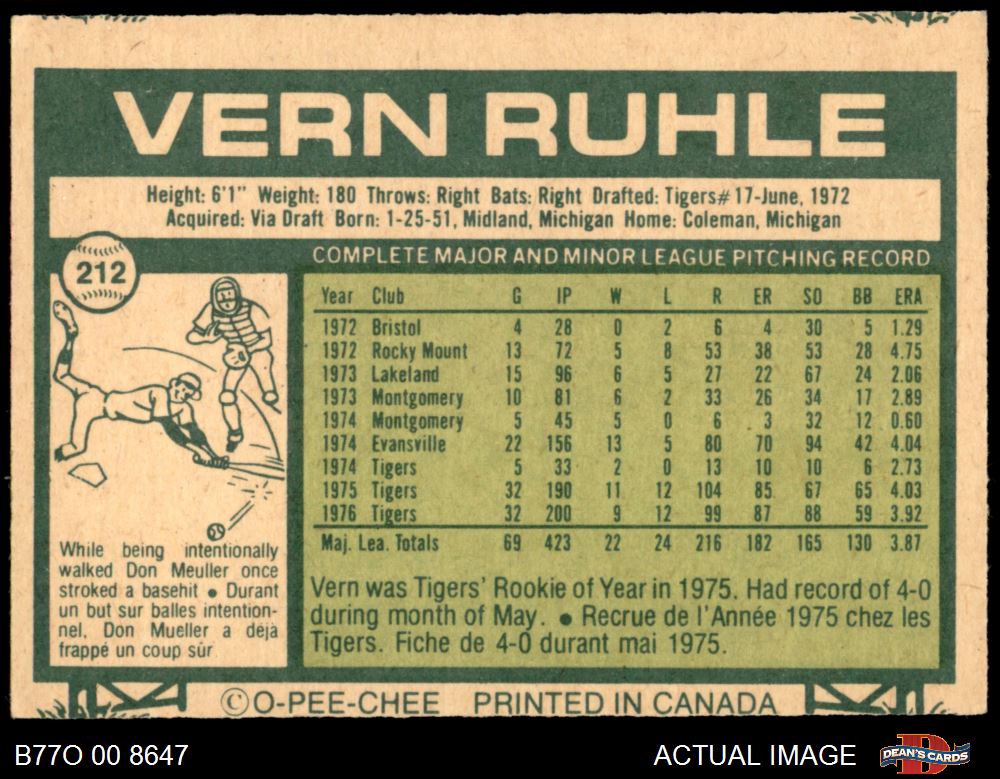 VERN RUHLE
Height: 6'1" Weight: 180 Throws: Right Bats: Right Drafted: Tigers#17-June, 1972
Acquired: Via Draft Born: 1-25-51, Midland, Michigan Home: Coleman, Michigan
212
COMPLETE MAJOR AND MINOR LEAGUE PITCHING RECORD
Year Club G IP W L R ER SO BB ERA
1972 Bristol 4 28 0 2 6 4 30 5 1.29
1972 Rocky Mount 13 72 5 8 53 38 53 28 4.75
1973 Lakeland 15 96 6 5 27 22 67 24 2.06
1973 Montgomery 10 81 6 2 33 26 34 17 2.89
1974 Montgomery 5 45 5 0 6 3 32 12 0.60
1974 Evansville 22 156 13 5 80 70 94 42 4.04
1974 Tigers 5 33 2 0 13 10 10 6 2.73
1975 Tigers 32 190 11 12 104 85 67 65 4.03
1976 Tigers 32 200 9 12 99 87 88 59 3.92
Maj. Lea. Totals 69 423 22 24 216 182 165 130 3.87
While being intentionally
walked Don Meuller once
stroked a basehit • Durant
un but sur balles intention-
nel, Don Mueller a déjà
frappé un coup sûr
Vern was Tigers' Rookie of Year in 1975. Had record of 4-0
during month of May. • Recrue de l'Année 1975 chez les
Tigers. Fiche de 4-0 durant mai 1975.
©O-PEE-CHEE PRINTED IN CANADA
B77O 00 8647
ACTUAL IMAGE
DEAN'S CARDS